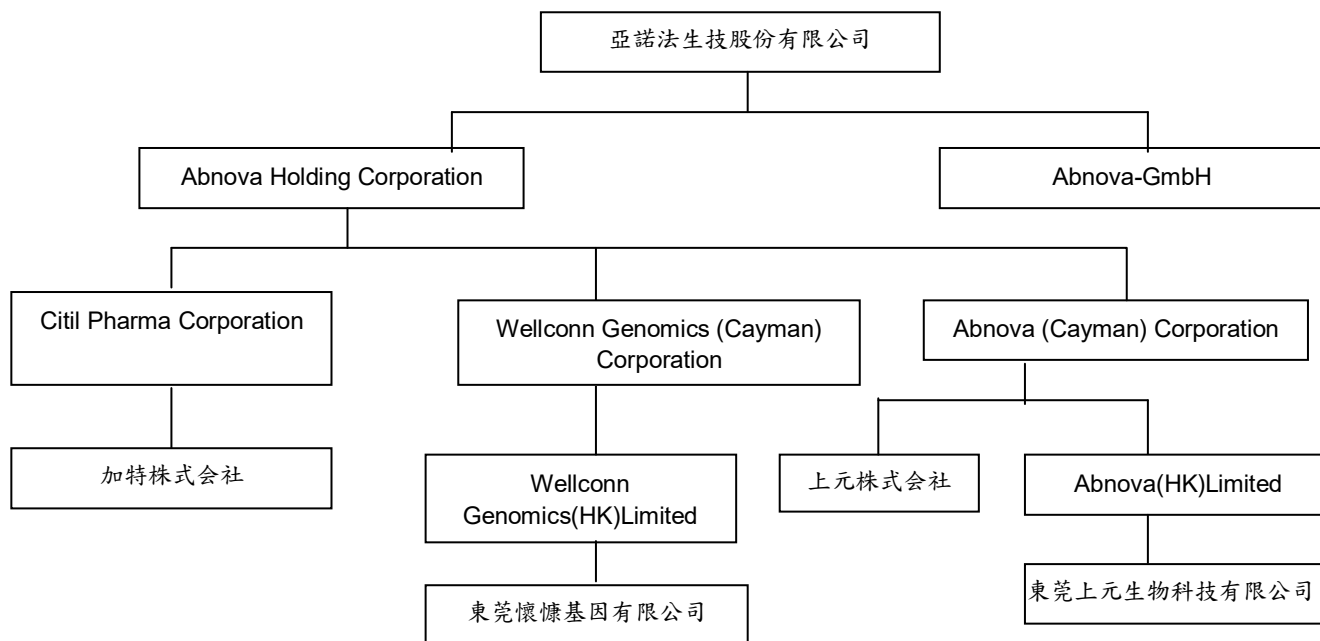 亞諾法生技股份有限公司
Abnova Holding Corporation
Abnova-GmbH
Citil Pharma Corporation
Wellconn Genomics (Cayman)
Corporation
Abnova (Cayman) Corporation
加特株式会社
Wellconn
Genomics(HK)Limited
上元株式会社
Abnova(HK)Limited
東莞懷慷基因有限公司
東莞上元生物科技有限公司